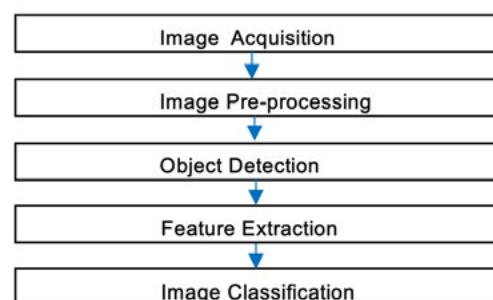 Image Acquisition
Image Pre-processing
Object Detection
Feature Extraction
Image Classification